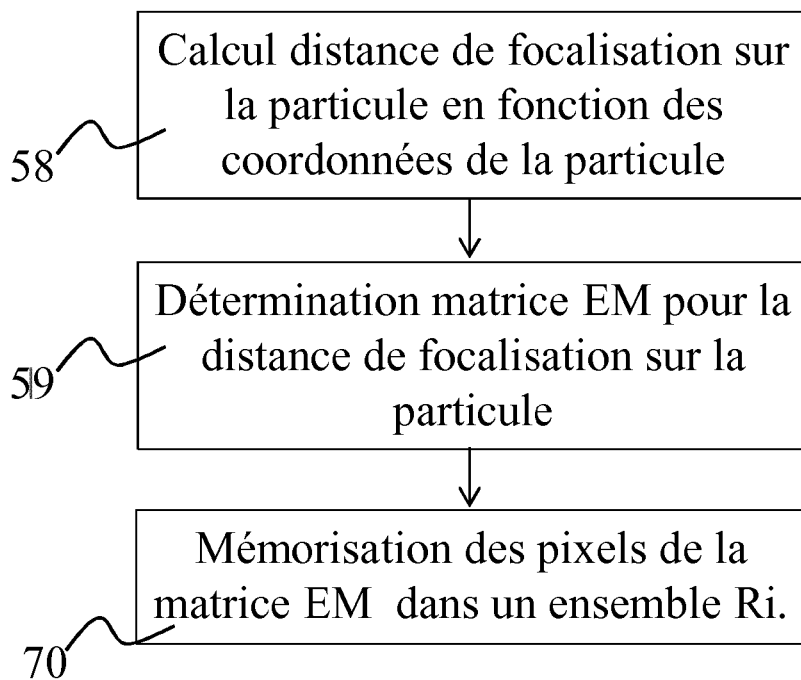 Calcul distance de focalisation sur
la particule en fonction des
coordonnées de la particule
58
Détermination matrice EM pour la
distance de focalisation sur la
particule
59
Mémorisation des pixels de la
matrice EM dans un ensemble Ri.
70